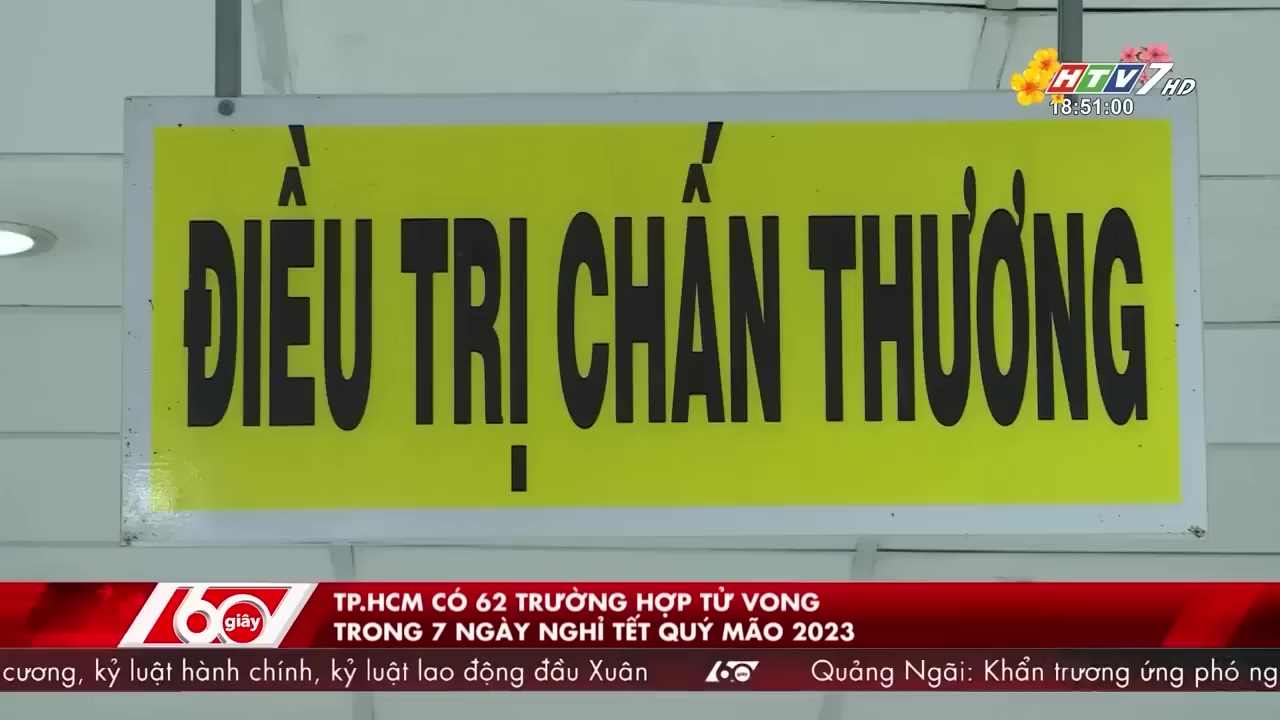 HTV7 HD
18:51:00
ĐIỀU TRỊ CHẤN THƯƠNG
60 giây
TP.HCM CÓ 62 TRƯỜNG HỢP TỬ VONG
TRONG 7 NGÀY NGHỈ TẾT QUÝ MÃO 2023
cương, kỷ luật hành chính, kỷ luật lao động đầu Xuân 60 giây Quảng Ngãi: Khẩn trương ứng phó ng